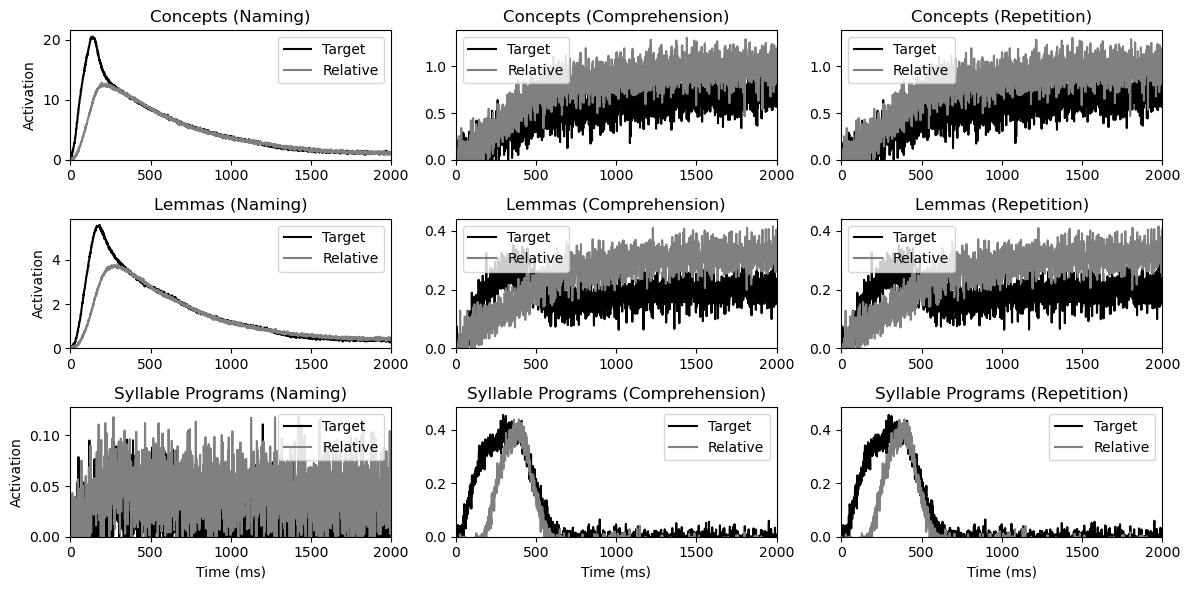 Concepts (Naming)
Concepts (Comprehension)
Concepts (Repetition)
Activation
20
10
0
Target
Relative
0 500 1000 1500 2000
1.0
0.5
0.0
Target
Relative
0 500 1000 1500 2000
1.0
0.5
0.0
Target
Relative
0 500 1000 1500 2000
Lemmas (Naming)
Lemmas (Comprehension)
Lemmas (Repetition)
Activation
4
2
0
Target
Relative
0 500 1000 1500 2000
0.4
0.2
0.0
Target
Relative
0 500 1000 1500 2000
0.4
0.2
0.0
Target
Relative
0 500 1000 1500 2000
Syllable Programs (Naming)
Syllable Programs (Comprehension)
Syllable Programs (Repetition)
Activation
0.10
0.05
0.00
Target
Relative
0 500 1000 1500 2000
Time (ms)
0.4
0.2
0.0
Target
Relative
0 500 1000 1500 2000
Time (ms)
0.4
0.2
0.0
Target
Relative
0 500 1000 1500 2000
Time (ms)